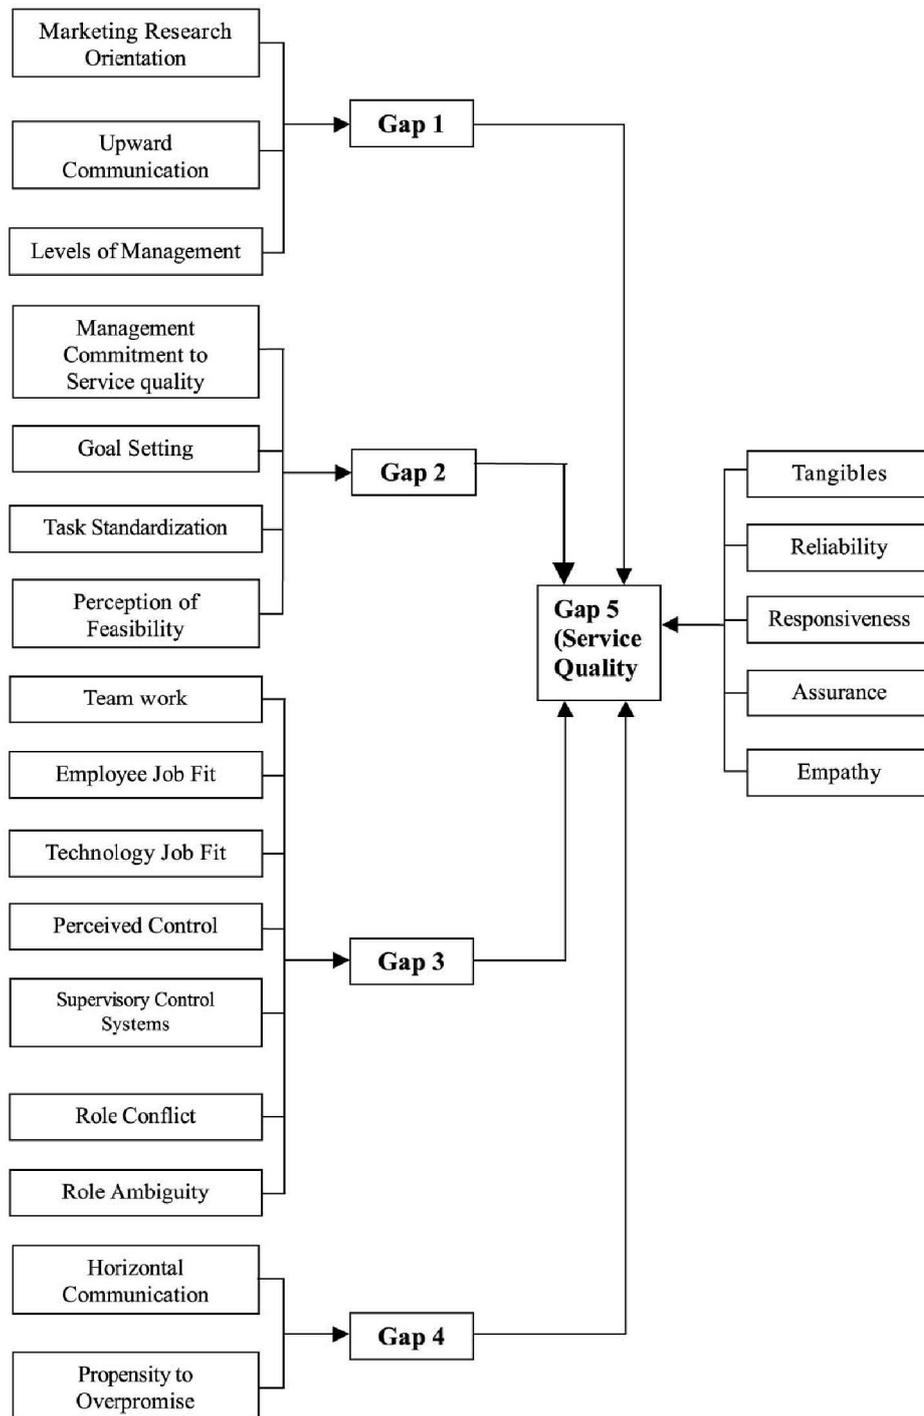 Marketing Research
Orientation
Gap 1
Upward
Communication
Levels of Management
Management
Commitment to
Service quality
Goal Setting
Gap 2
Task Standardization
Perception of
Feasibility
Tangibles
Reliability
Gap 5
(Service
Quality
Responsiveness
Assurance
Empathy
Team work
Employee Job Fit
Technology Job Fit
Perceived Control
Gap 3
Supervisory Control
Systems
Role Conflict
Role Ambiguity
Horizontal
Communication
Gap 4
Propensity to
Overpromise